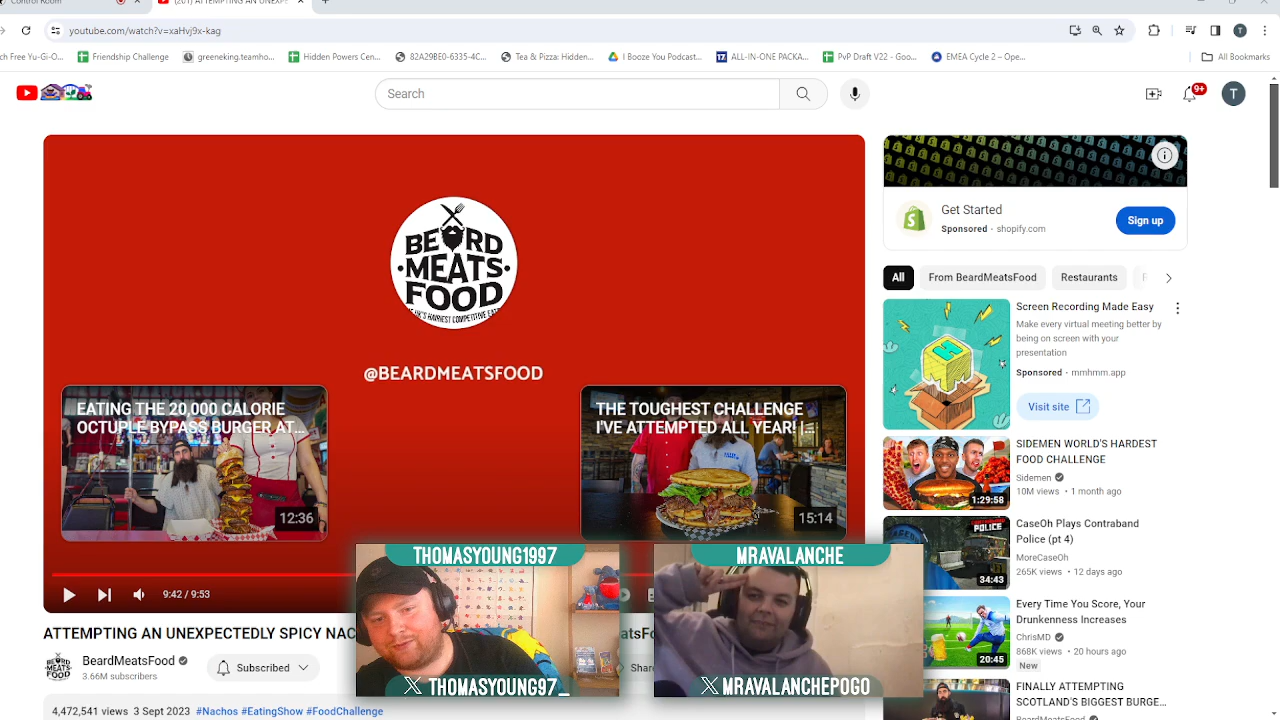 Control Room
(201) ATTEMPTING AN UNEXP
youtube.com/watch?v=xaHvj9x-kag
ch Free Yu-Gi-O...
Friendship Challenge
greeneking.teamho...
Hidden Powers Cen...
82A29BE0-6335-4C...
Tea & Pizza: Hidden...
I Booze You Podcast...
ALL-IN-ONE PACKA...
PvP Draft V22 - Goo...
EMEA Cycle 2 – Ope...
All Bookmarks
Search
9+
T
BEARD
MEATS
FOOD
@BEARDMEATSFOOD
EATING THE 20,000 CALORIE
OCTUPLE BYPASS BURGER AT...
12:36
THE TOUGHEST CHALLENGE
I'VE ATTEMPTED ALL YEAR! |...
15:14
9:42 / 9:53
ATTEMPTING AN UNEXPECTEDLY SPICY NAC
BeardMeatsFood
3.66M subscribers
Subscribed
Share
4,472,541 views 3 Sept 2023 #Nachos #EatingShow #FoodChallenge
THOMASYOUNG1997
THOMASYOUNG97_
MRAVALANCHE
MRAVALANCHEPOGO
Get Started
Sponsored · shopify.com
Sign up
All
From BeardMeatsFood
Restaurants
Screen Recording Made Easy
Make every virtual meeting better by
being on screen with your
presentation
Sponsored · mmhmm.app
Visit site
SIDEMEN WORLD'S HARDEST
FOOD CHALLENGE
Sidemen
10M views • 1 month ago
1:29:58
CaseOh Plays Contraband
Police (pt 4)
MoreCaseOh
265K views • 12 days ago
34:43
Every Time You Score, Your
Drunkenness Increases
ChrisMD
868K views • 20 hours ago
New
20:45
FINALLY ATTEMPTING
SCOTLAND'S BIGGEST BURGE...
BeardMeatsFood